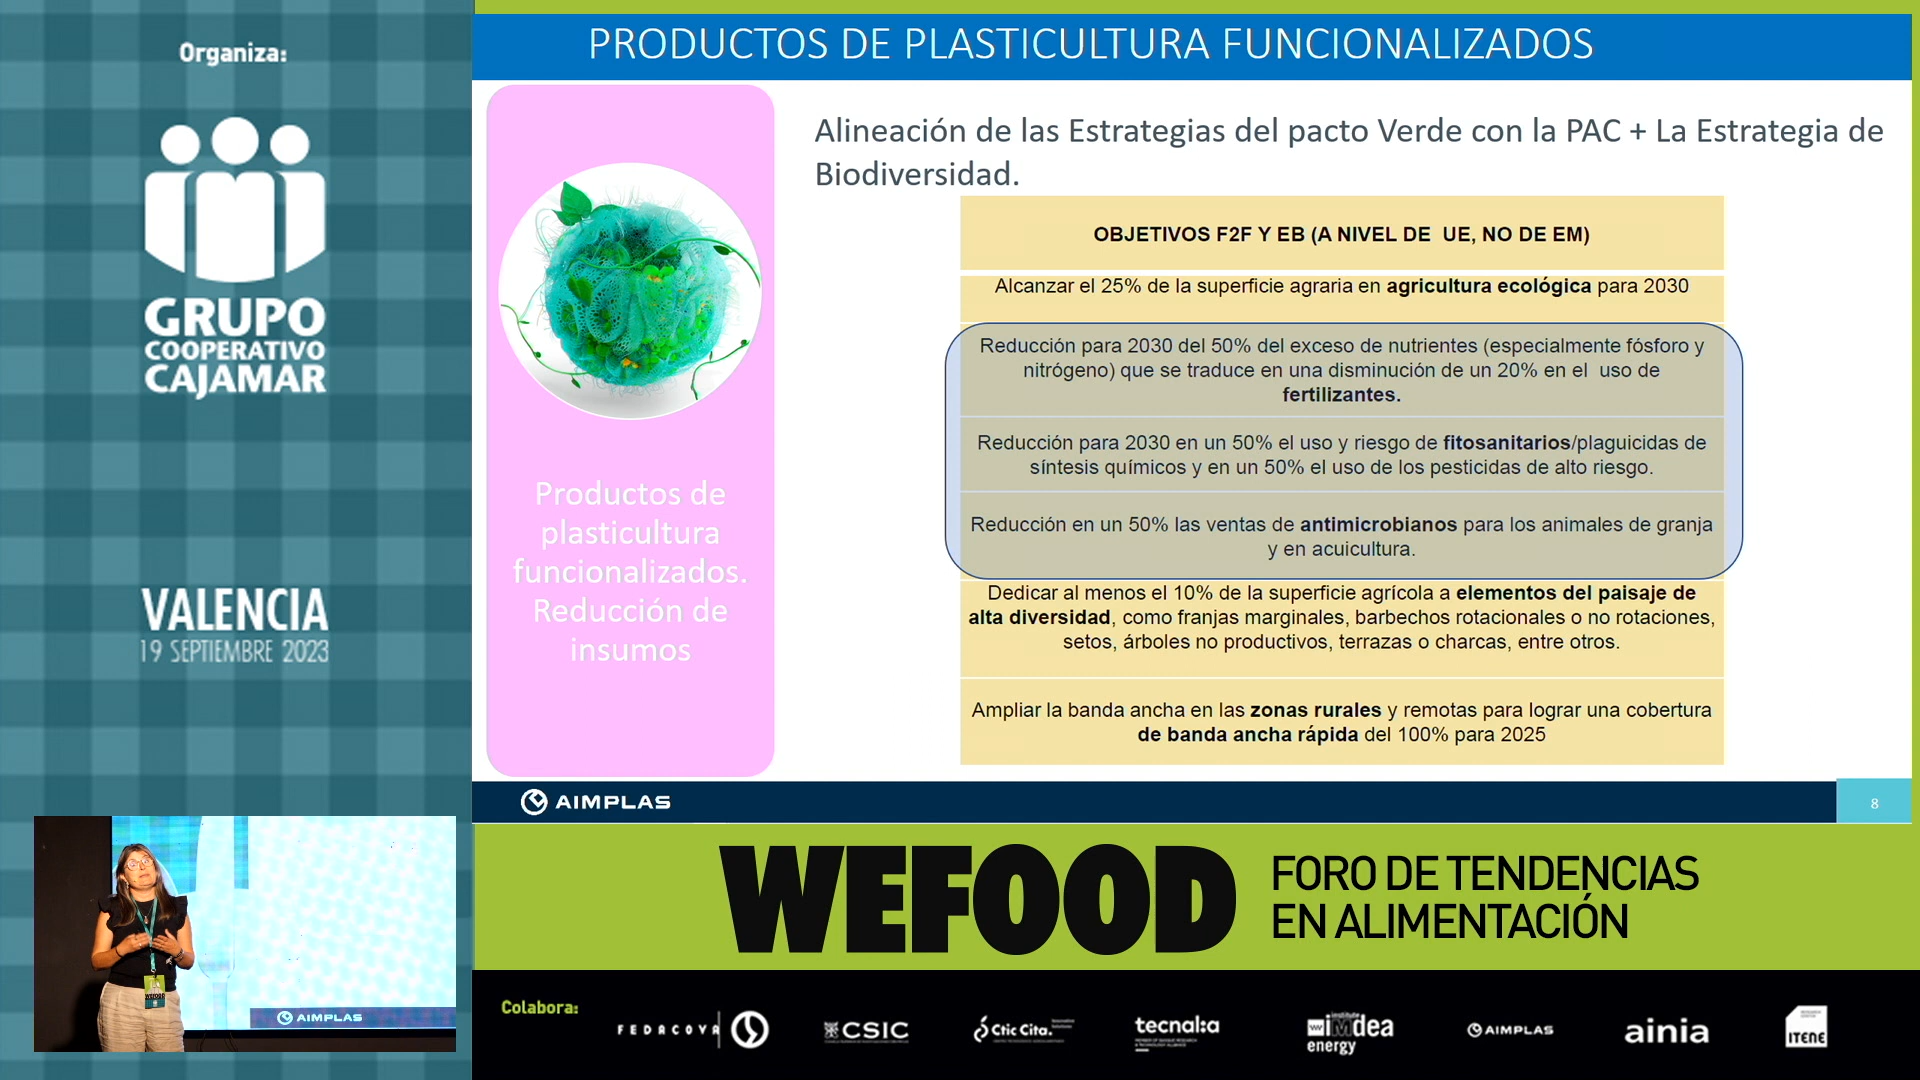 Organiza:
GRUPO
COOPERATIVO
CAJAMAR
VALENCIA
19 SEPTIEMBRE 2023
PRODUCTOS DE PLASTICULTURA FUNCIONALIZADOS
Productos de
plasticultura
funcionalizados.
Reducción de
insumos
Alineación de las Estrategias del pacto Verde con la PAC + La Estrategia de
Biodiversidad.
OBJETIVOS F2F Y EB (A NIVEL DE UE, NO DE EM)
Alcanzar el 25% de la superficie agraria en agricultura ecológica para 2030
Reducción para 2030 del 50% del exceso de nutrientes (especialmente fósforo y
nitrógeno) que se traduce en una disminución de un 20% en el uso de
fertilizantes.
Reducción para 2030 en un 50% el uso y riesgo de fitosanitarios/plaguicidas de
síntesis químicos y en un 50% el uso de los pesticidas de alto riesgo.
Reducción en un 50% las ventas de antimicrobianos para los animales de granja
y en acuicultura.
Dedicar al menos el 10% de la superficie agrícola a elementos del paisaje de
alta diversidad, como franjas marginales, barbechos rotacionales o no rotaciones,
setos, árboles no productivos, terrazas o charcas, entre otros.
Ampliar la banda ancha en las zonas rurales y remotas para lograr una cobertura
de banda ancha rápida del 100% para 2025
AIMPLAS
8
AIMPLAS
WEFOOD
WEFOOD
FORO DE TENDENCIAS
EN ALIMENTACIÓN
Colabora:
FEDACOVA
CSIC
Ctic Cita.
tecnalia
institute
imdea
energy
AIMPLAS
ainia
ITENE